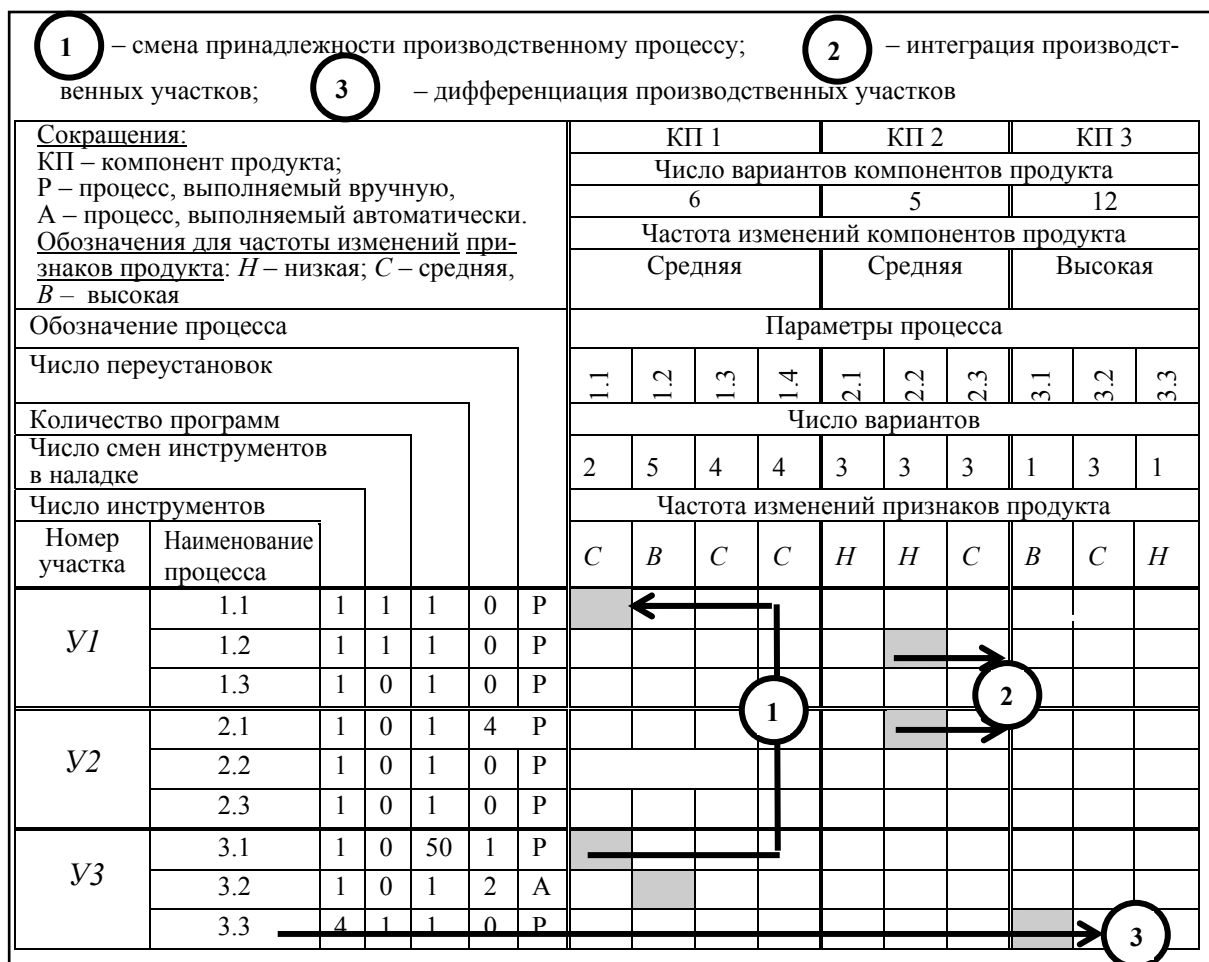 1 – смена принадлежности производственному процессу; 2 – интеграция производст-
венных участков; 3 – дифференциация производственных участков
Сокращения:
КП – компонент продукта;
Р – процесс, выполняемый вручную,
А – процесс, выполняемый автоматически.
Обозначения для частоты изменений при-
знаков продукта: Н – низкая; С – средняя,
В – высокая
КП 1 КП 2 КП 3
Число вариантов компонентов продукта
6 5 12
Частота изменений компонентов продукта
Средняя Средняя Высокая
Обозначение процесса
Параметры процесса
Число переустановок
1.1 1.2 1.3 1.4 2.1 2.2 2.3 3.1 3.2 3.3
Количество программ
Число вариантов
Число смен инструментов
в наладке
2 5 4 4 3 3 3 1 3 1
Число инструментов
Частота изменений признаков продукта
Номер
участка
Наименование
процесса
С В С С Н Н С В С Н
У1
1.1 1 1 1 0 Р
1.2 1 1 1 0 Р
1.3 1 0 1 0 Р
1
2
У2
2.1 1 0 1 4 Р
2.2 1 0 1 0 Р
2.3 1 0 1 0 Р
У3
3.1 1 0 50 1 Р
3.2 1 0 1 2 А
3.3 4 1 1 0 Р
3